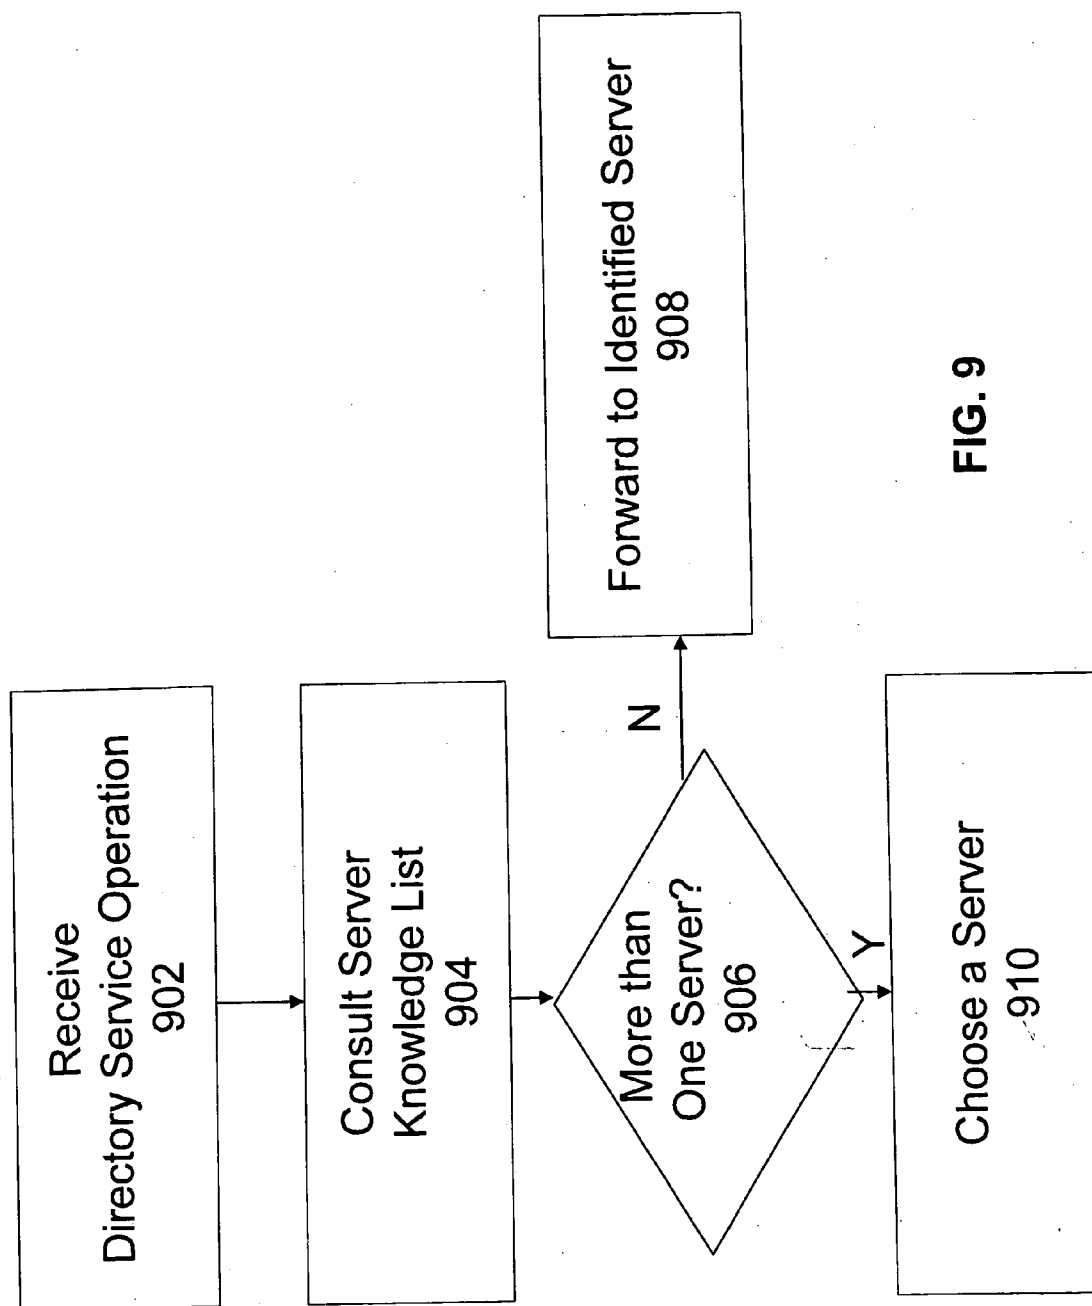 Receive
Directory Service Operation
902
Consult Server
Knowledge List
904
More than
One Server?
906
N
Forward to Identified Server
908
Y
Choose a Server
910
FIG. 9